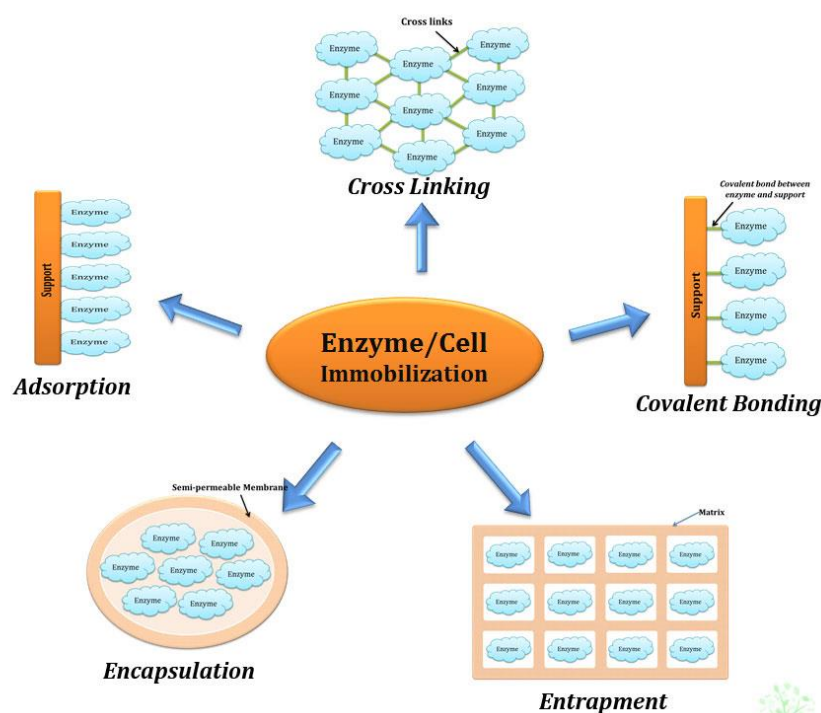 Cross links
Enzyme
Enzyme
Enzyme
Enzyme
Enzyme
Enzyme
Enzyme
Enzyme
Enzyme
Enzyme
Cross Linking
Support
Enzyme
Enzyme
Enzyme
Enzyme
Enzyme
Adsorption
Covalent bond between
enzyme and support
Support
Enzyme
Enzyme
Enzyme
Enzyme
Covalent Bonding
Enzyme/Cell
Immobilization
Semi-permeable Membrane
Enzyme
Enzyme
Enzyme
Enzyme
Enzyme
Enzyme
Enzyme
Encapsulation
Matrix
Enzyme Enzyme Enzyme Enzyme
Enzyme Enzyme Enzyme Enzyme
Enzyme Enzyme Enzyme Enzyme
Entrapment